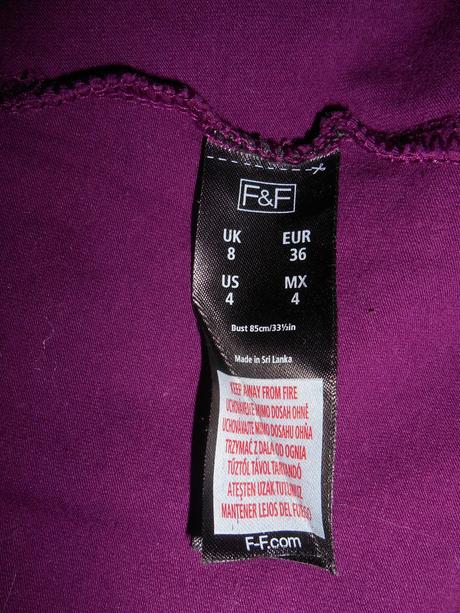 F&F
UK EUR
8 36
US MX
4 4
Bust 85cm/33½in
Made in Sri Lanka
KEEP AWAY FROM FIRE
UCHOVÁVEJTE MIMO DOSAH OHNĚ
UCHOVÁVAJTE MIMO DOSAHU OHŇA
TRZYMAĆ Z DALA OD OGNIA
TŰZTŐL TÁVOL TARTANDÓ
ATEŞTEN UZAK TUTUNUZ
MANTENER LEJOS DEL FUEGO
F-F.com